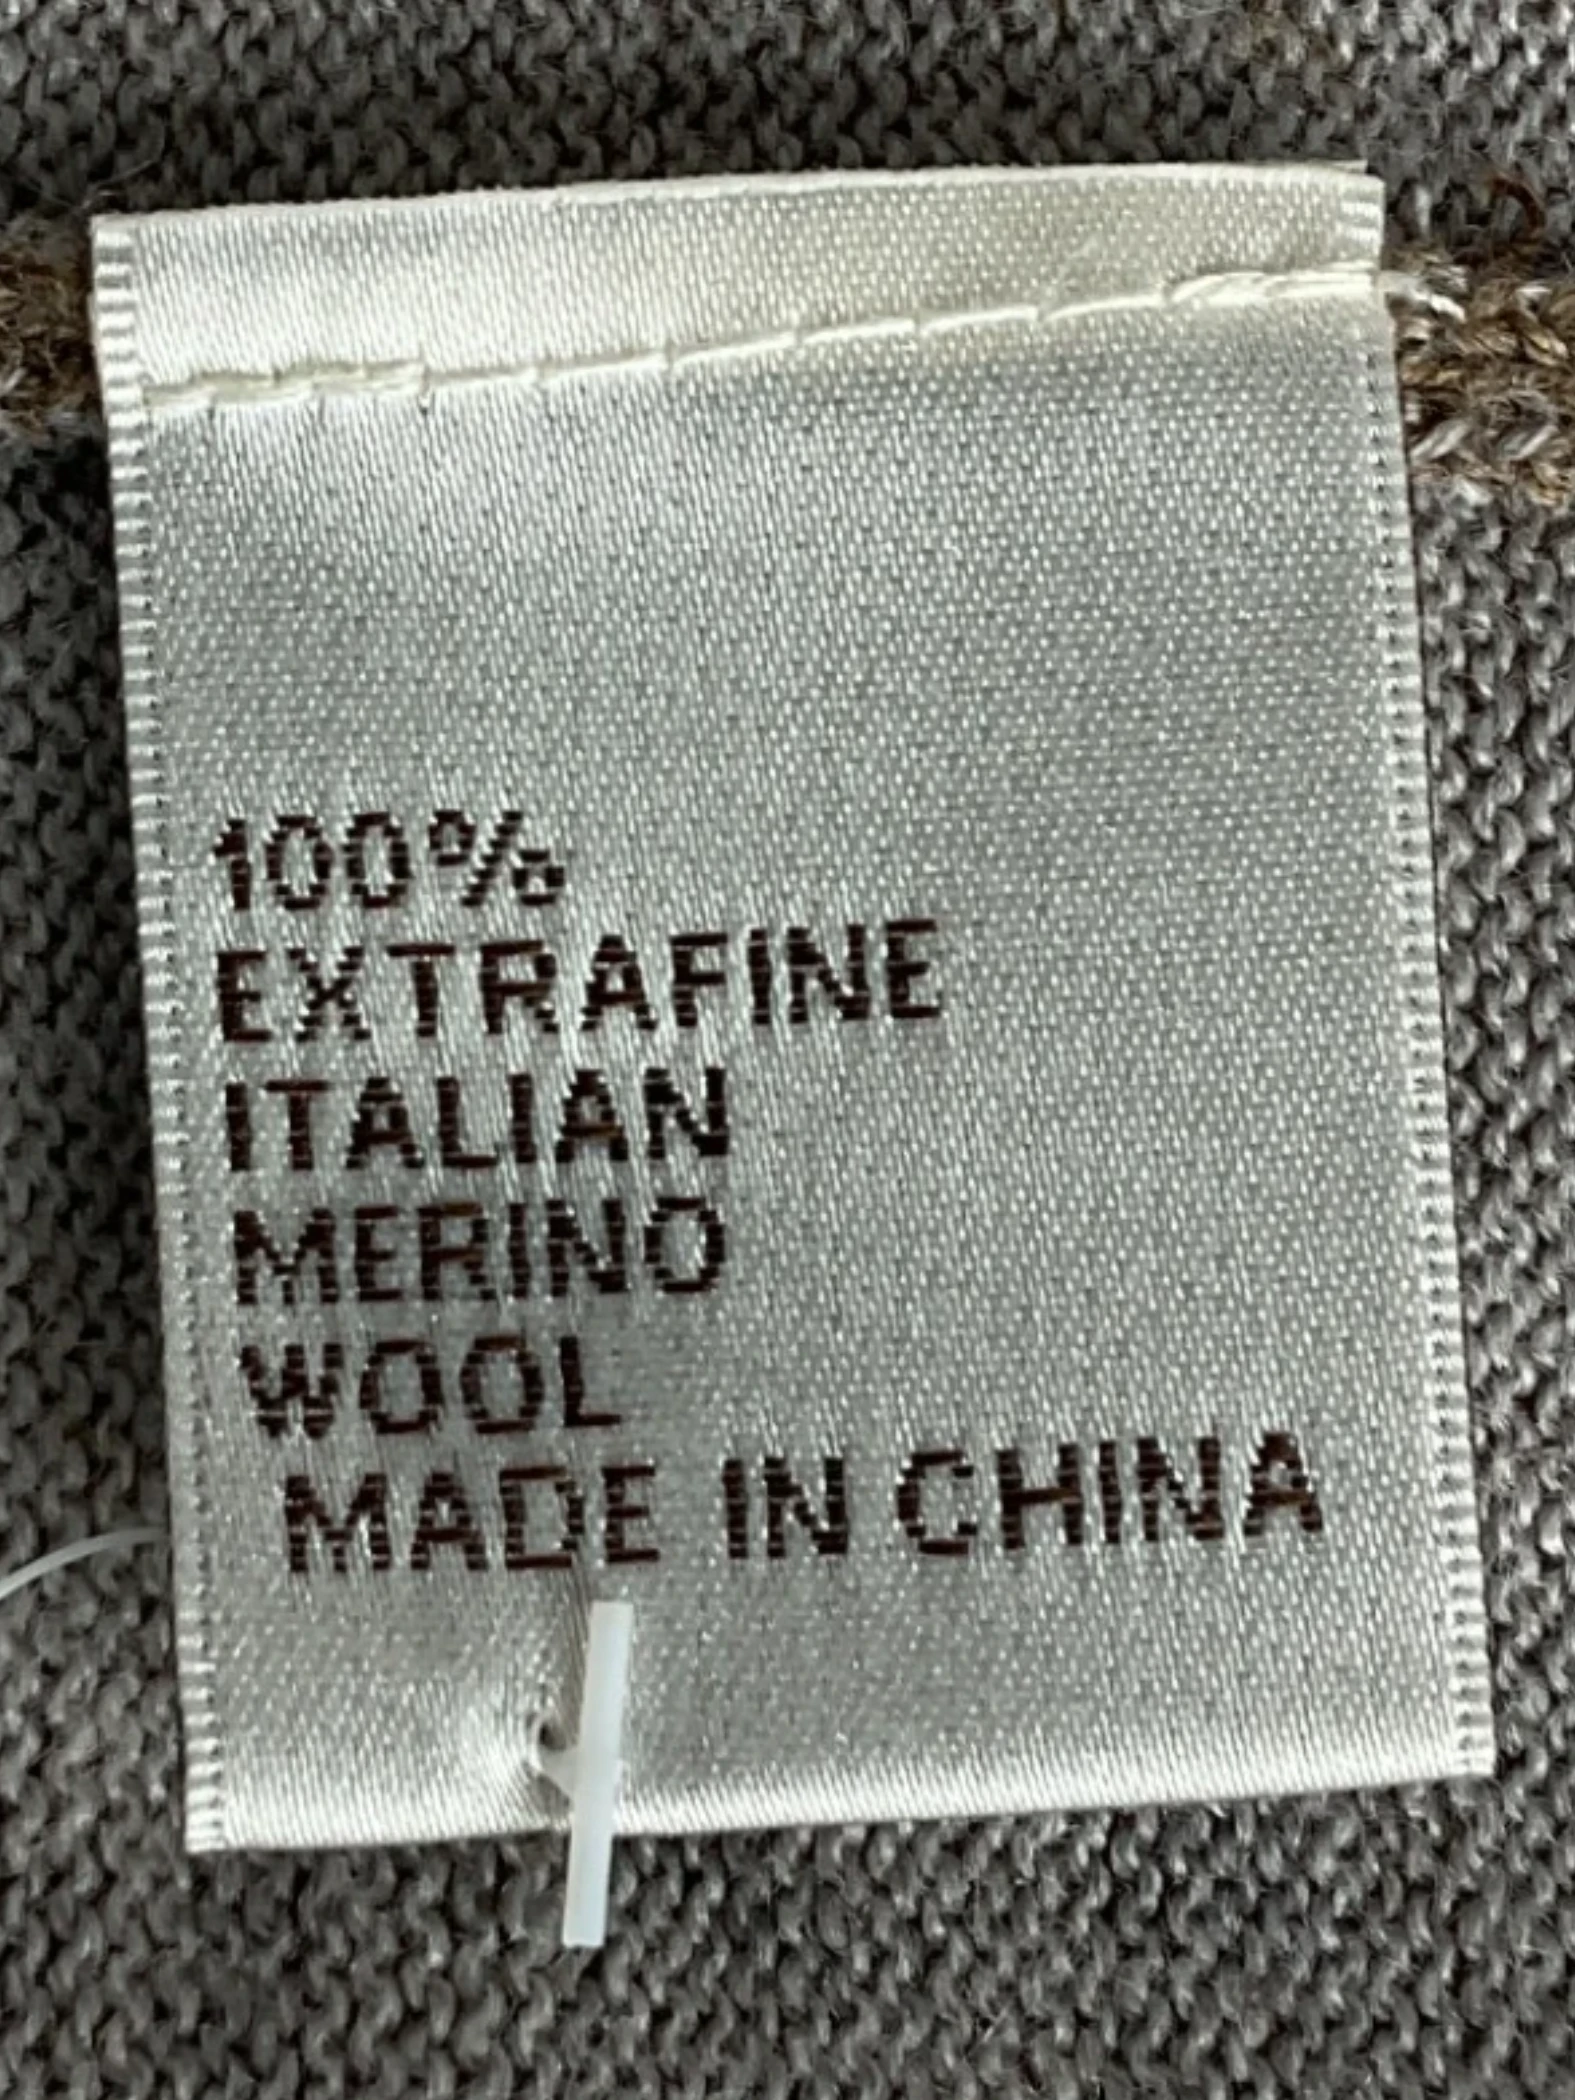 100%
EXTRAFINE
ITALIAN
MERINO
WOOL
MADE IN CHINA